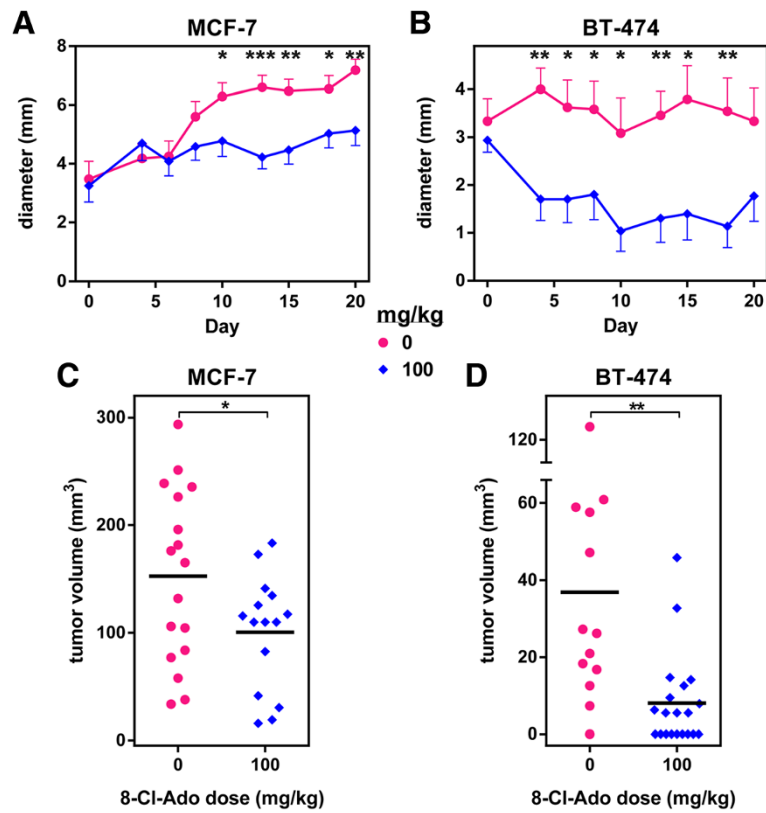 A
MCF-7
diameter (mm)
8
6
4
2
0
* *** ** * **
0 5 10 15 20
Day
B
BT-474
diameter (mm)
5
4
3
2
1
0
** * * * ** * **
0 5 10 15 20
Day
mg/kg
0
100
C
MCF-7
tumor volume (mm³)
300
200
100
0
*
0 100
8-Cl-Ado dose (mg/kg)
D
BT-474
tumor volume (mm³)
120
60
40
20
0
**
0 100
8-Cl-Ado dose (mg/kg)